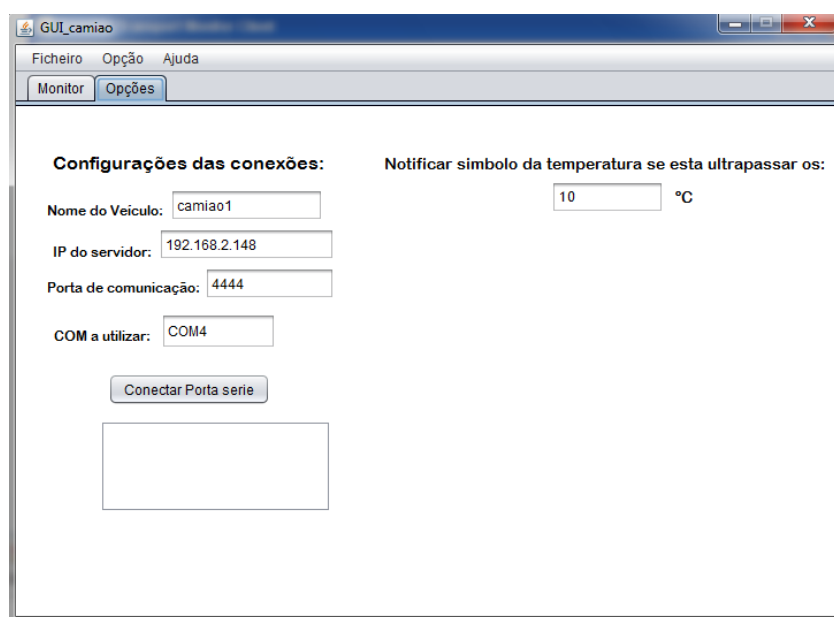 GUI_camiao
Ficheiro Opção Ajuda
Monitor Opções
Configurações das conexões:
Nome do Veículo: camiao1
IP do servidor: 192.168.2.148
Porta de comunicação: 4444
COM a utilizar: COM4
Conectar Porta serie
Notificar simbolo da temperatura se esta ultrapassar os:
10 ºC